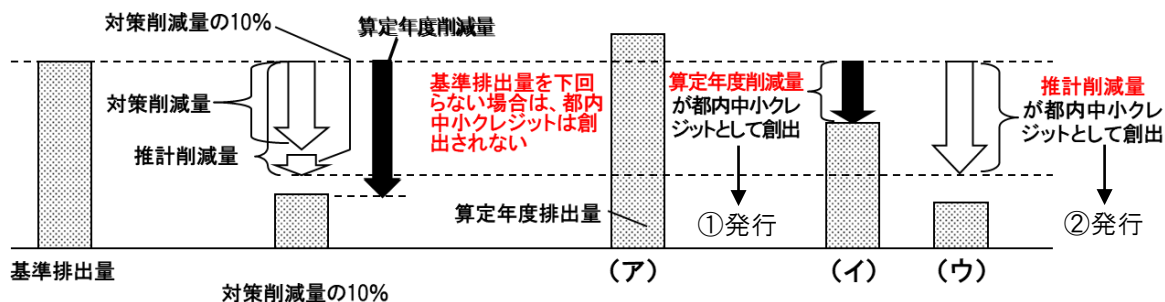 対策削減量の10%
算定年度削減量
対策削減量
推計削減量
基準排出量を下回
らない場合は、都内
中小クレジットは創
出されない
算定年度排出量
算定年度削減量
が都内中小クレ
ジットとして創出
①発行
推計削減量
が都内中小クレ
ジットとして創出
②発行
基準排出量
(ア)
(イ)
(ウ)
対策削減量の10%